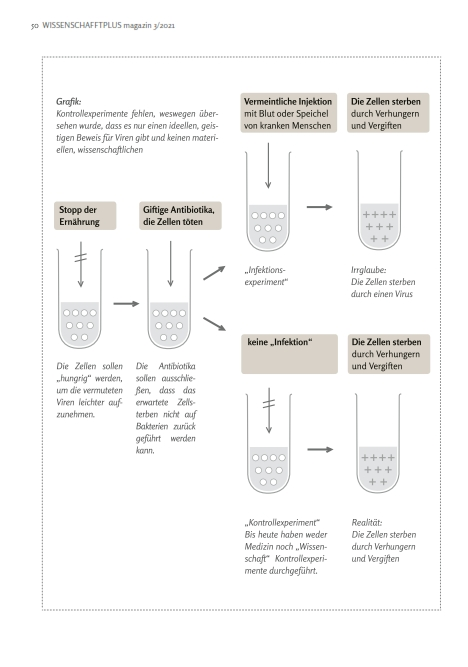 50 WISSENSCHAFFTPLUS magazin 3/2021
Grafik:
Kontrollexperimente fehlen, weswegen über-
sehen wurde, dass es nur einen ideellen, geis-
tigen Beweis für Viren gibt und keinen materi-
ellen, wissenschaftlichen
Vermeintliche Injektion
mit Blut oder Speichel
von kranken Menschen
Die Zellen sterben
durch Verhungern
und Vergiften
Stopp der
Ernährung
Giftige Antibiotika,
die Zellen töten
„Infektions-
experiment“
Irrglaube:
Die Zellen sterben
durch einen Virus
keine „Infektion“
Die Zellen sterben
durch Verhungern
und Vergiften
Die Zellen sollen
„hungrig“ werden,
um die vermuteten
Viren leichter auf-
zunehmen.
Die Antibiotika
sollen ausschlie-
ßen, dass das
erwartete Zells-
terben nicht auf
Bakterien zurück
geführt werden
kann.
„Kontrollexperiment“
Bis heute haben weder
Medizin noch „Wissen-
schaft“ Kontrollexperi-
mente durchgeführt.
Realität:
Die Zellen sterben
durch Verhungern
und Vergiften